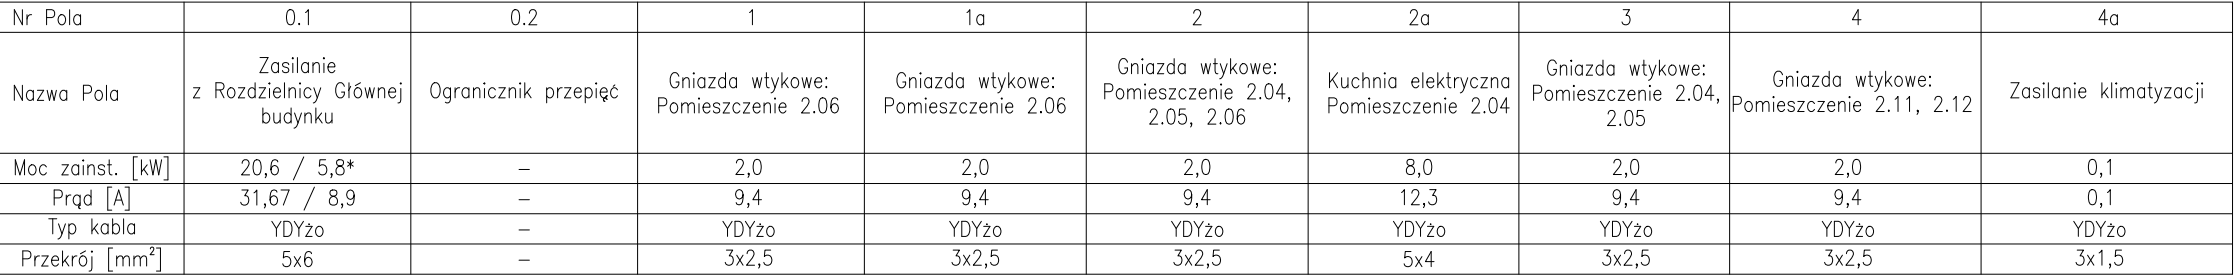 Nr Pola 0.1 0.2 1 1a 2 2a 3 4 4a
Nazwa Pola
Zasilanie
z Rozdzielnicy Głównej
budynku
Ogranicznik przepięć
Gniazda wtykowe:
Pomieszczenie 2.06
Gniazda wtykowe:
Pomieszczenie 2.06
Gniazda wtykowe:
Pomieszczenie 2.04,
2.05, 2.06
Kuchnia elektryczna
Pomieszczenie 2.04
Gniazda wtykowe:
Pomieszczenie 2.04,
2.05
Gniazda wtykowe:
Pomieszczenie 2.11, 2.12
Zasilanie klimatyzacji
Moc zainst. [kW] 20,6 / 5,8* – 2,0 2,0 2,0 8,0 2,0 2,0 0,1
Prąd [A] 31,67 / 8,9 – 9,4 9,4 9,4 12,3 9,4 9,4 0,1
Typ kabla YDYżo – YDYżo YDYżo YDYżo YDYżo YDYżo YDYżo YDYżo
Przekrój [mm²] 5x6 – 3x2,5 3x2,5 3x2,5 5x4 3x2,5 3x2,5 3x1,5